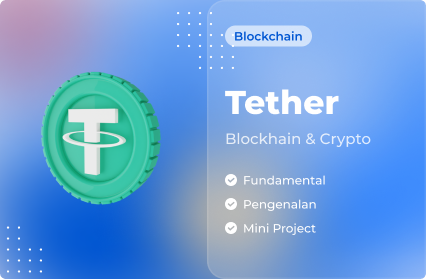 Blockchain
Tether
Blockhain & Crypto
Fundamental
Pengenalan
Mini Project